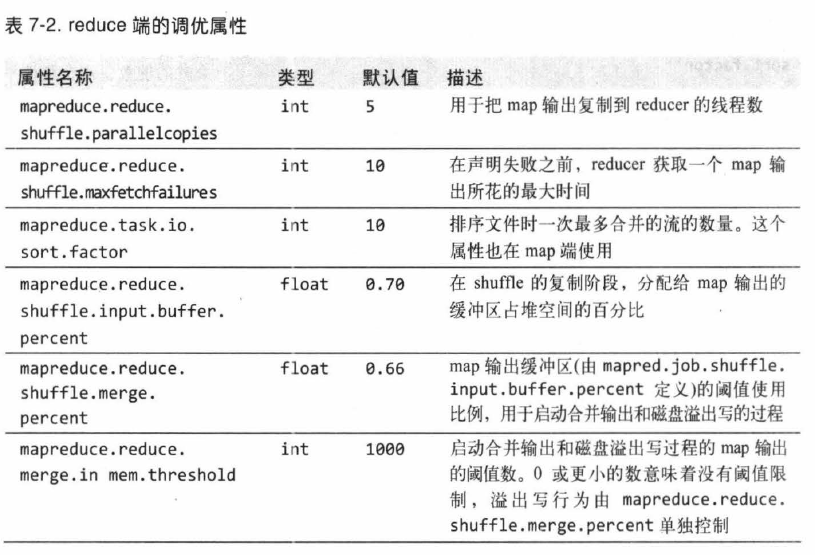 表 7-2. reduce 端的调优属性
属性名称 类型 默认值 描述
mapreduce.reduce. int 5 用于把 map 输出复制到 reducer 的线程数
shuffle.parallelcopies
mapreduce.reduce. int 10 在声明失败之前，reducer 获取一个 map 输
shuffle.maxfetchfailures 出所花的最大时间
mapreduce.task.io. int 10 排序文件时一次最多合并的流的数量。这个
sort.factor 属性也在 map 端使用
mapreduce.reduce. float 0.70 在 shuffle 的复制阶段，分配给 map 输出的
shuffle.input.buffer. 缓冲区占堆空间的百分比
percent
mapreduce.reduce. float 0.66 map 输出缓冲区(由 mapred.job.shuffle.
shuffle.merge. input.buffer.percent 定义)的阈值使用
percent 比例，用于启动合并输出和磁盘溢出写的过程
mapreduce.reduce. int 1000 启动合并输出和磁盘溢出写过程的 map 输出
merge.in mem.threshold 的阈值数。0 或更小的数意味着没有阈值限
制，溢出写行为由 mapreduce.reduce.
shuffle.merge.percent 单独控制